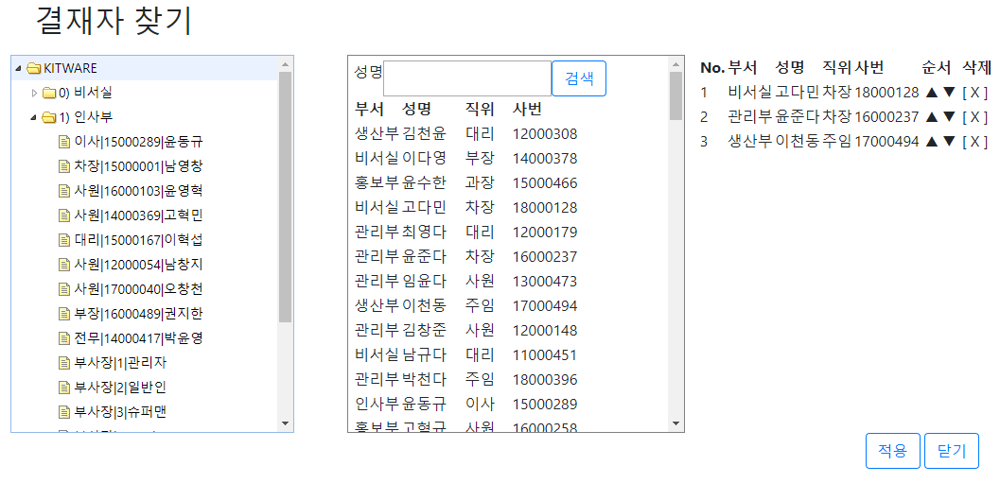 결재자 찾기
KITWARE
0) 비서실
1) 인사부
이사|15000289|윤동규
차장|15000001|남영창
사원|16000103|윤영혁
사원|14000369|고혁민
대리|15000167|이혁섭
사원|12000054|남창지
사원|17000040|오창천
부장|16000489|권지한
전무|14000417|박윤영
부사장|1|관리자
부사장|2|일반인
부사장|3|슈퍼맨
성명 검색
부서 성명 직위 사번
생산부 김천윤 대리 12000308
비서실 이다영 부장 14000378
홍보부 윤수한 과장 15000466
비서실 고다민 차장 18000128
관리부 최영다 대리 12000179
관리부 윤준다 차장 16000237
관리부 임윤다 사원 13000473
생산부 이천동 주임 17000494
관리부 김창준 사원 12000148
비서실 남규다 대리 11000451
관리부 박천다 주임 18000396
인사부 윤동규 이사 15000289
홍보부 고혁규 사원 16000258
No. 부서 성명 직위 사번 순서 삭제
1 비서실 고다민 차장 18000128 ▲ ▼ [ X ]
2 관리부 윤준다 차장 16000237 ▲ ▼ [ X ]
3 생산부 이천동 주임 17000494 ▲ ▼ [ X ]
적용 닫기